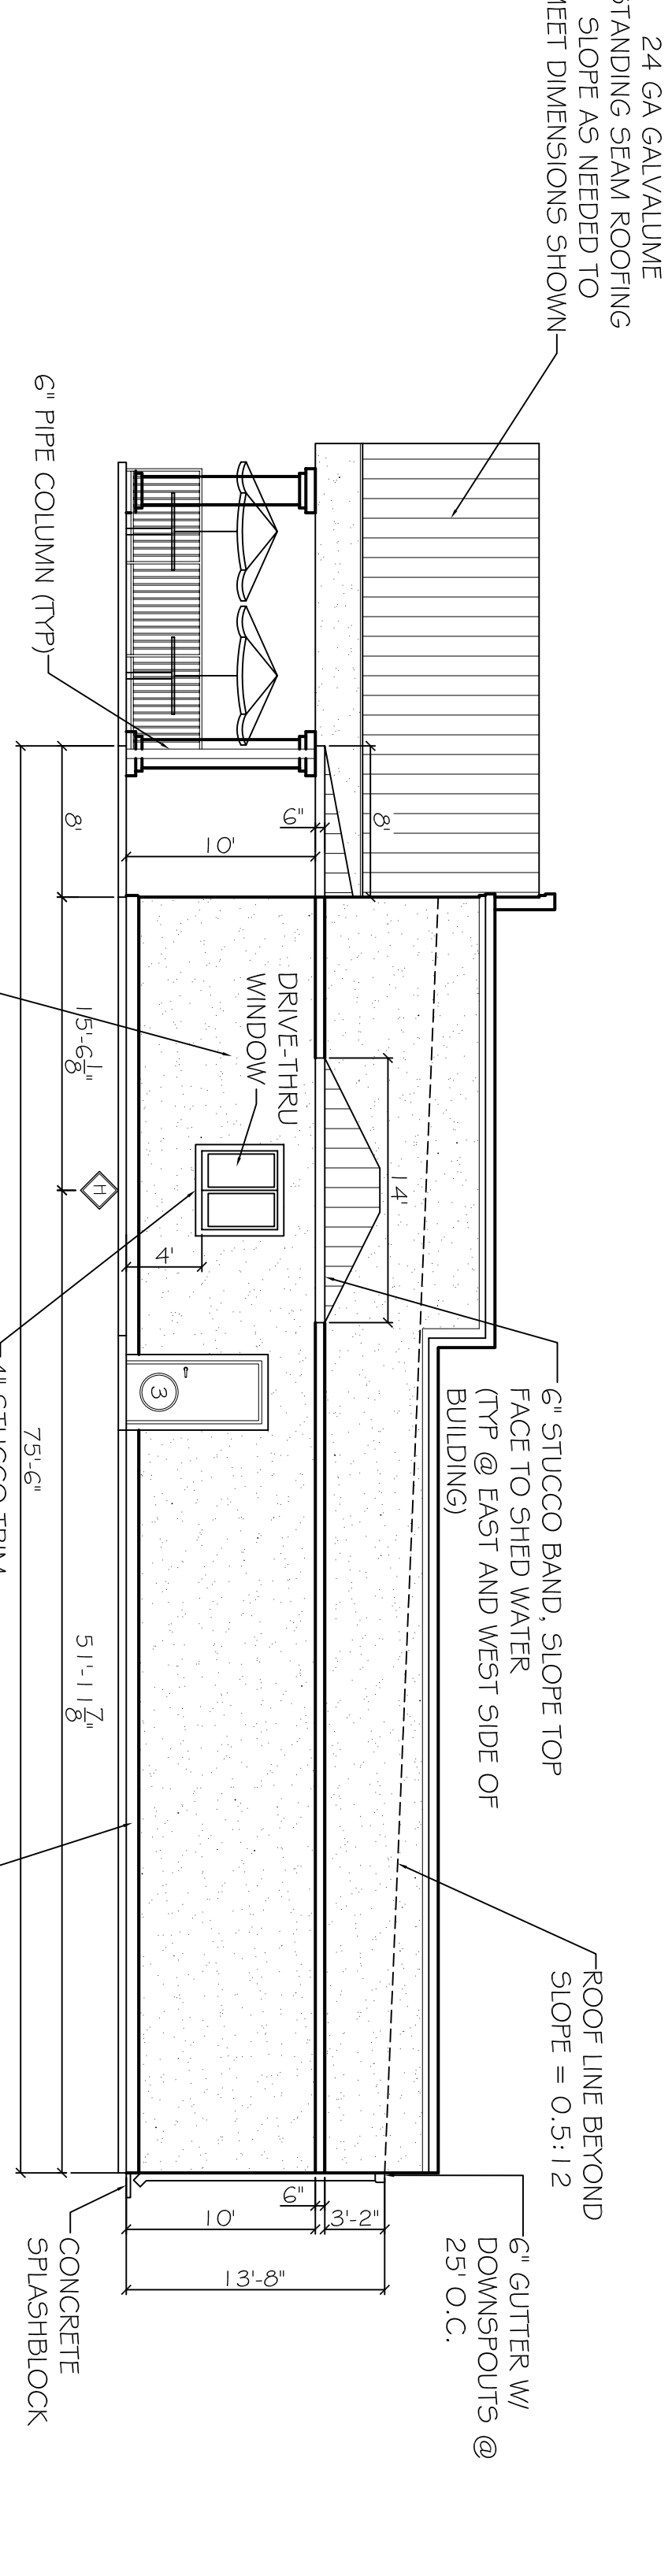 24 GA GALVALUME
STANDING SEAM ROOFING
SLOPE AS NEEDED TO
MEET DIMENSIONS SHOWN
6" PIPE COLUMN (TYP)
8'
6"
10'
8'
DRIVE-THRU
WINDOW
14'
15'-6 1/8"
H
4'
3
6" STUCCO BAND, SLOPE TOP
FACE TO SHED WATER
(TYP @ EAST AND WEST SIDE OF
BUILDING)
4" STUCCO TRIM
75'-6"
51'-11 7/8"
ROOF LINE BEYOND
SLOPE = 0.5:12
6"
3'-2"
10'
13'-8"
6" GUTTER W/
DOWNSPOUTS @
25' O.C.
CONCRETE
SPLASHBLOCK